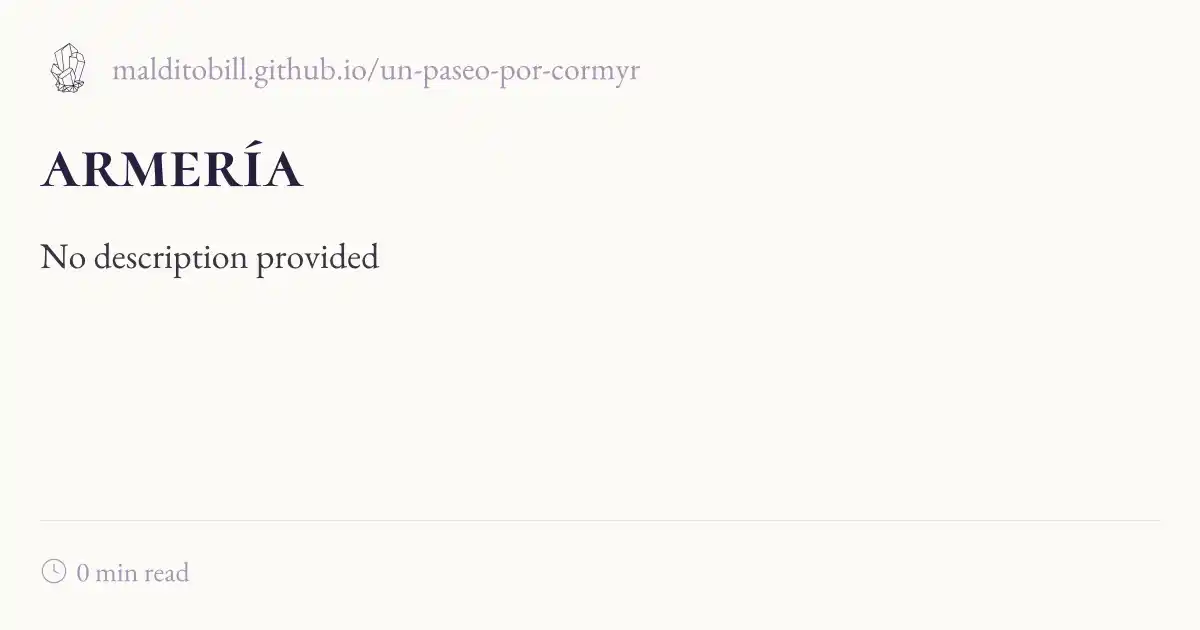 malditobill.github.io/un-paseo-por-cormyr
ARMERÍA
No description provided
0 min read